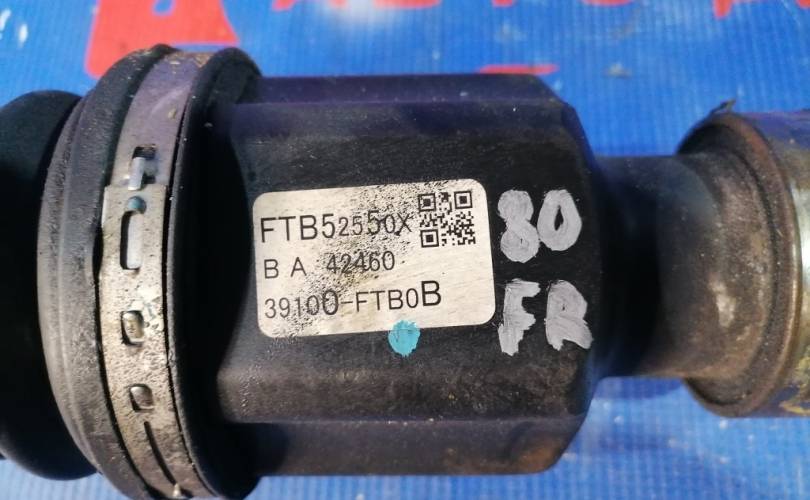 FTB52550X
B A 42460
39100-FTB0B
80
FR